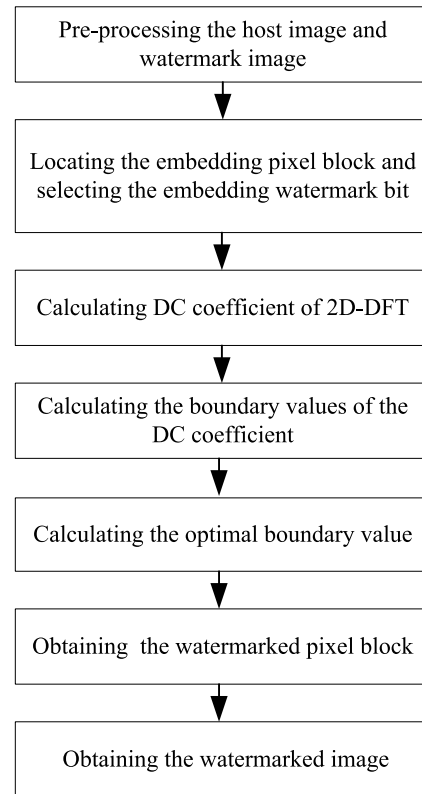 Pre-processing the host image and
watermark image
Locating the embedding pixel block and
selecting the embedding watermark bit
Calculating DC coefficient of 2D-DFT
Calculating the boundary values of the
DC coefficient
Calculating the optimal boundary value
Obtaining the watermarked pixel block
Obtaining the watermarked image